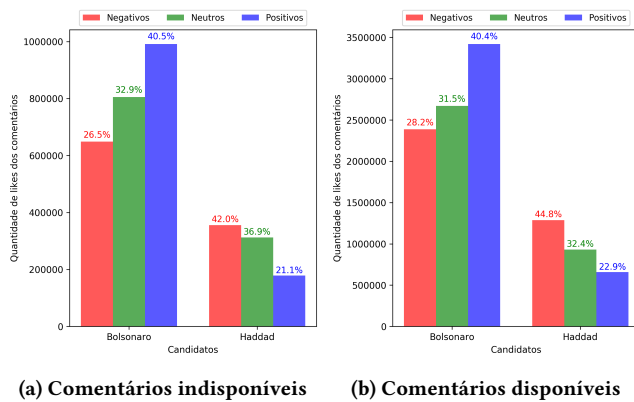 Negativos Neutros Positivos
1000000
800000
600000
400000
200000
0
Quantidade de likes dos comentários
26.5%
32.9%
40.5%
42.0%
36.9%
21.1%
Bolsonaro Haddad
Candidatos
(a) Comentários indisponíveis
Negativos Neutros Positivos
3500000
3000000
2500000
2000000
1500000
1000000
500000
0
Quantidade de likes dos comentários
28.2%
31.5%
40.4%
44.8%
32.4%
22.9%
Bolsonaro Haddad
Candidatos
(b) Comentários disponíveis